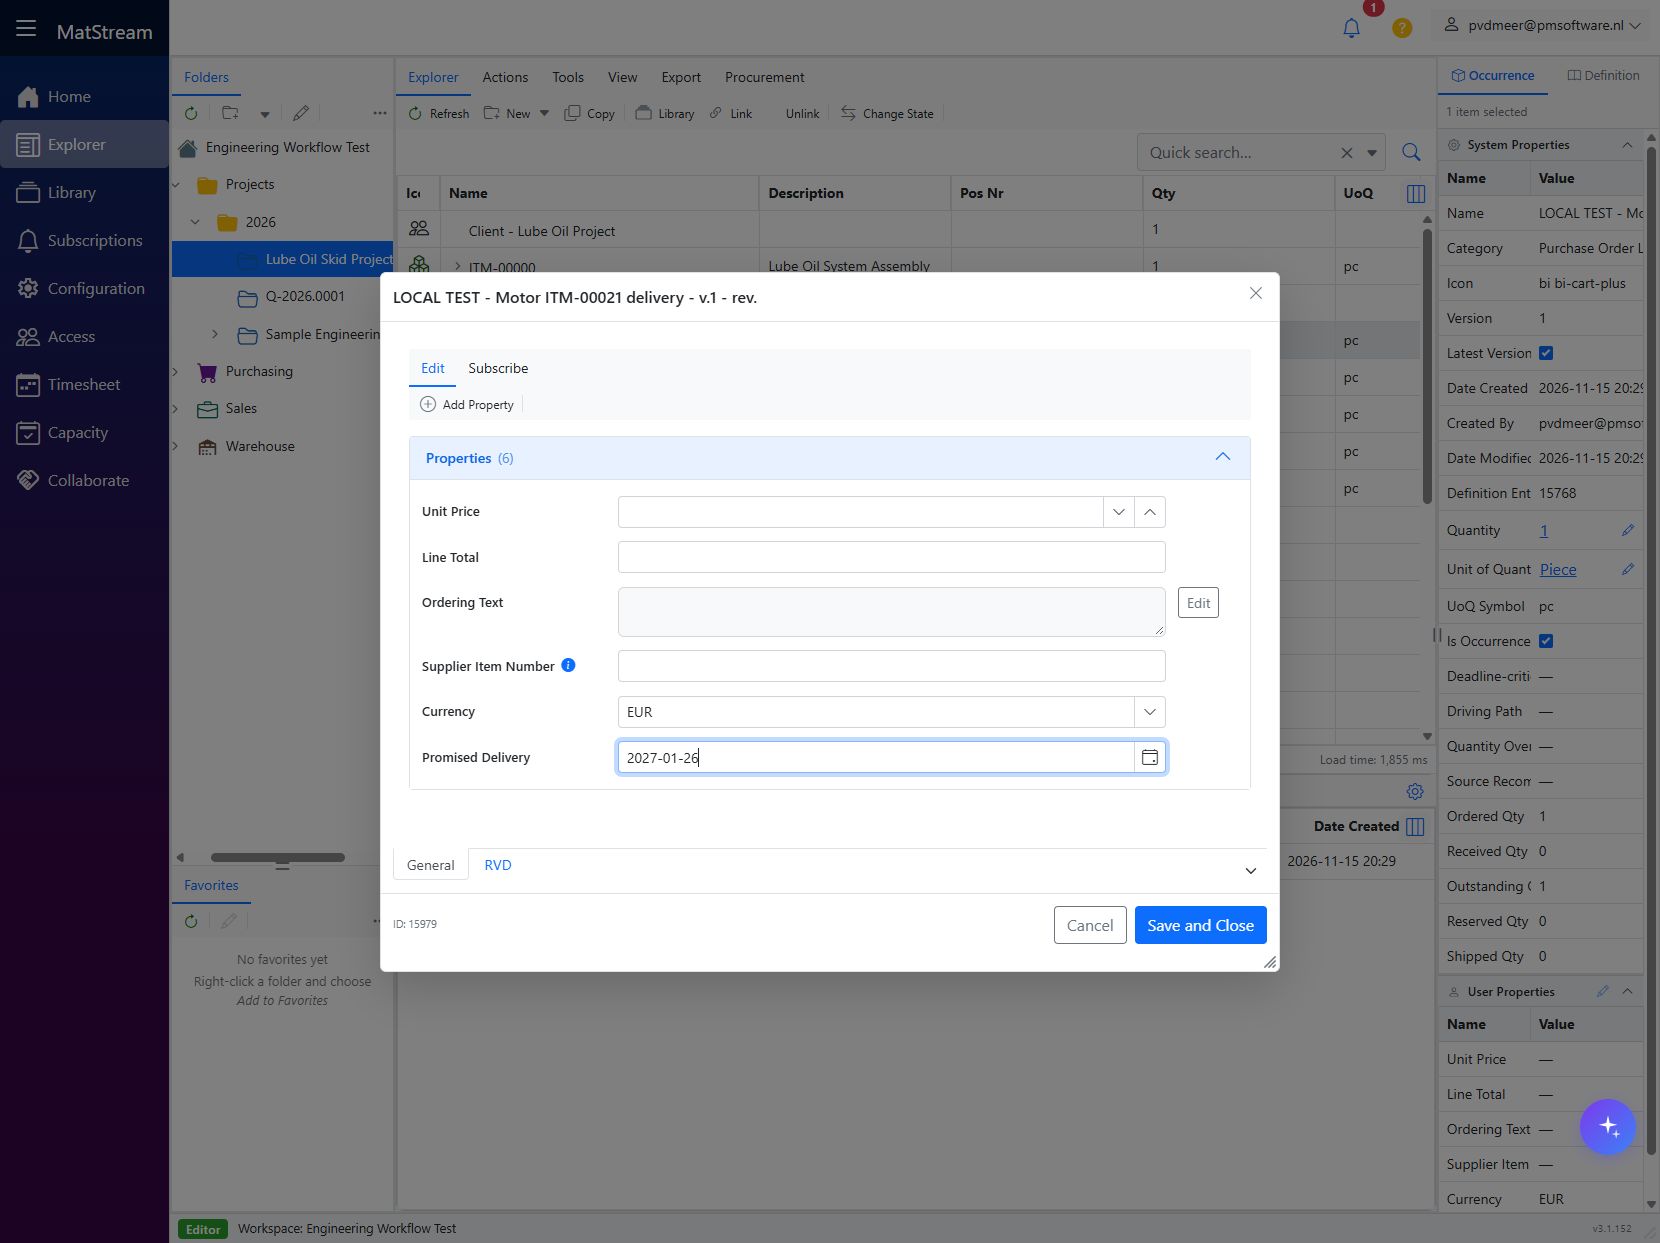 MatStream
1
?
pvdmeer@pmsoftware.nl
Home
Explorer
Library
Subscriptions
Configuration
Access
Timesheet
Capacity
Collaborate
Folders
Engineering Workflow Test
Projects
2026
Lube Oil Skid Project
Q-2026.0001
Sample Engineerin
Purchasing
Sales
Warehouse
Favorites
No favorites yet
Right-click a folder and choose
Add to Favorites
Explorer Actions Tools View Export Procurement
Refresh New Copy Library Link Unlink Change State
Quick search...
Name Description Pos Nr Qty UoQ
Client - Lube Oil Project 1
ITM-00000 Lube Oil System Assembly 1 pc
pc
pc
pc
pc
pc
Load time: 1,855 ms
Date Created
2026-11-15 20:29
LOCAL TEST - Motor ITM-00021 delivery - v.1 - rev.
Edit Subscribe
Add Property
Properties (6)
Unit Price
Line Total
Ordering Text Edit
Supplier Item Number i
Currency EUR
Promised Delivery 2027-01-26
General RVD
ID: 15979 Cancel Save and Close
Occurrence Definition
1 item selected
System Properties
Name Value
Name LOCAL TEST - Mo
Category Purchase Order L
Icon bi bi-cart-plus
Version 1
Latest Version
Date Created 2026-11-15 20:29
Created By pvdmeer@pmsof
Date Modified 2026-11-15 20:29
Definition Ent 15768
Quantity 1
Unit of Quant Piece
UoQ Symbol pc
Is Occurrence
Deadline-criti —
Driving Path —
Quantity Over —
Source Recom —
Ordered Qty 1
Received Qty 0
Outstanding 1
Reserved Qty 0
Shipped Qty 0
User Properties
Name Value
Unit Price —
Line Total —
Ordering Text —
Supplier Item —
Currency EUR
Editor Workspace: Engineering Workflow Test
v3.1.152